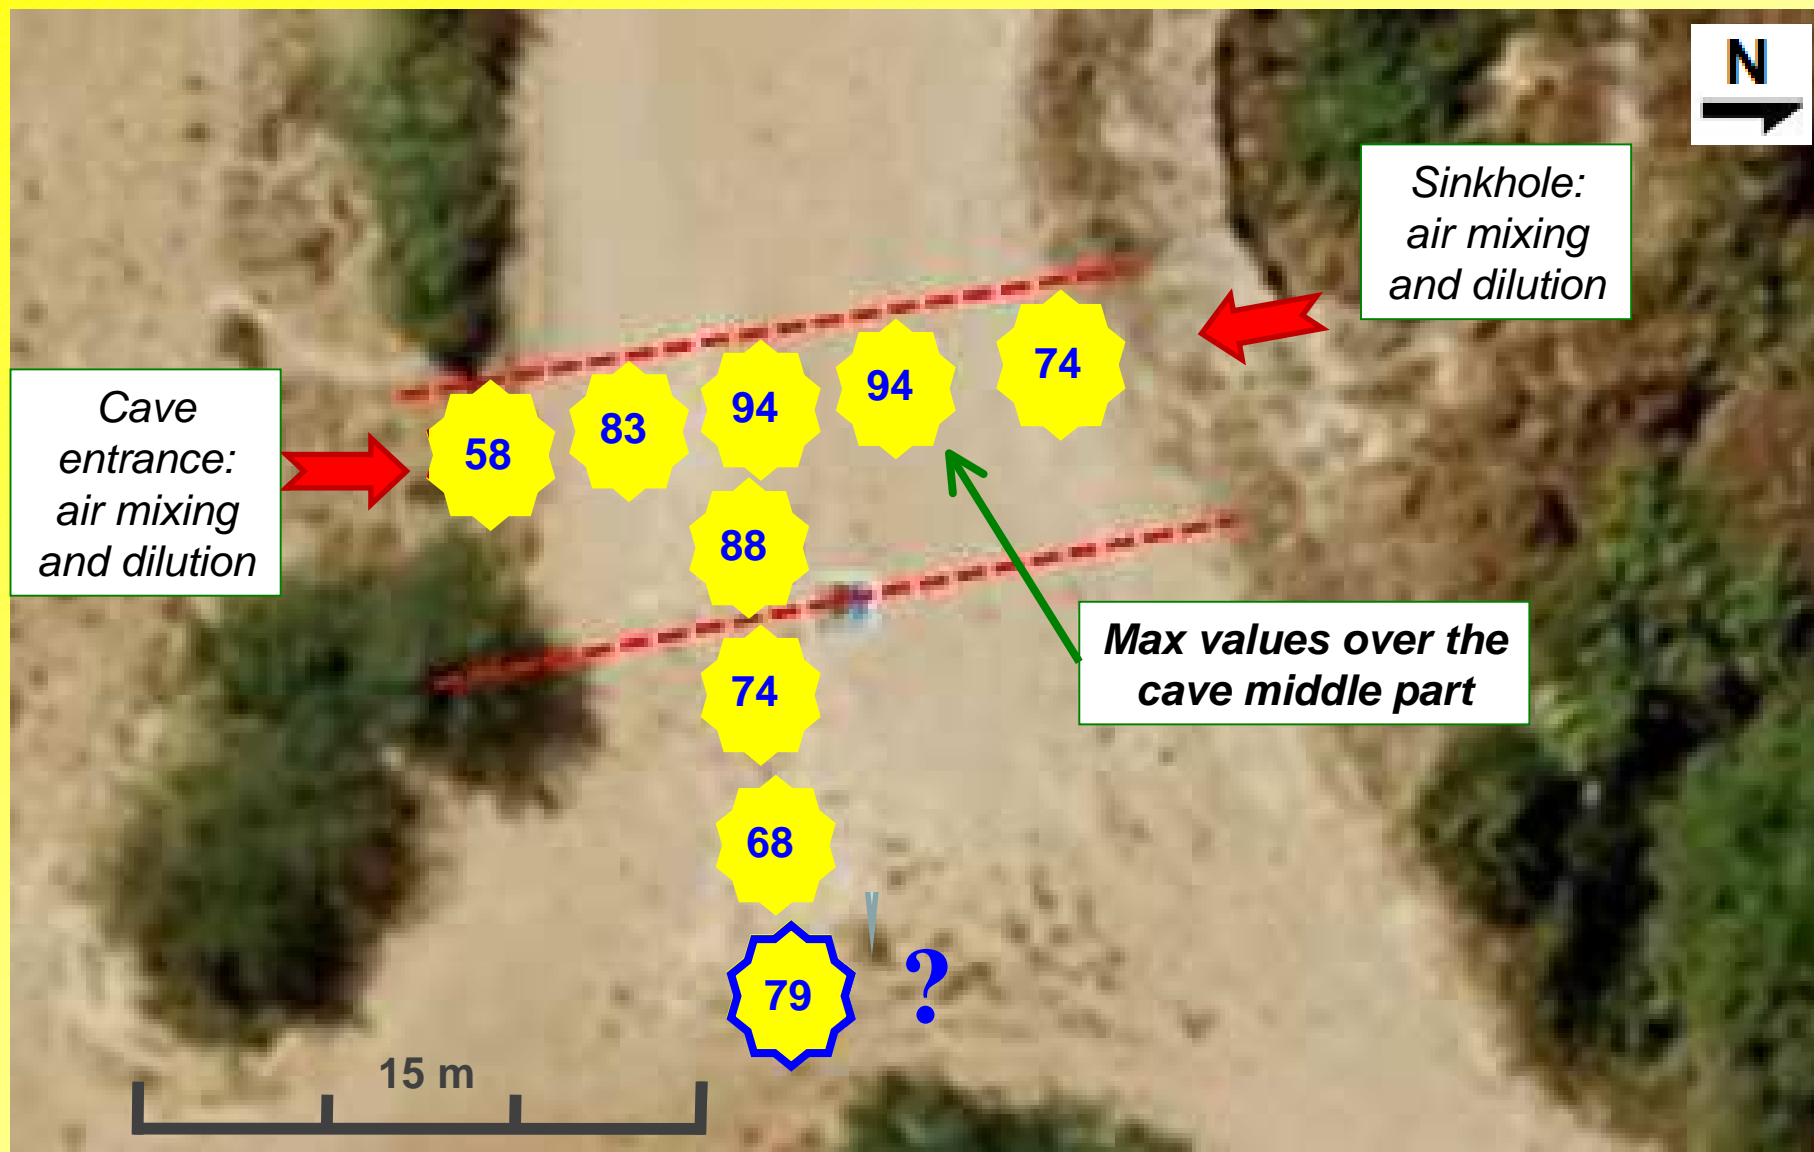 N
Sinkhole:
air mixing
and dilution
Cave
entrance:
air mixing
and dilution
58
83
94
94
74
88
74
68
79
?
Max values over the
cave middle part
15 m